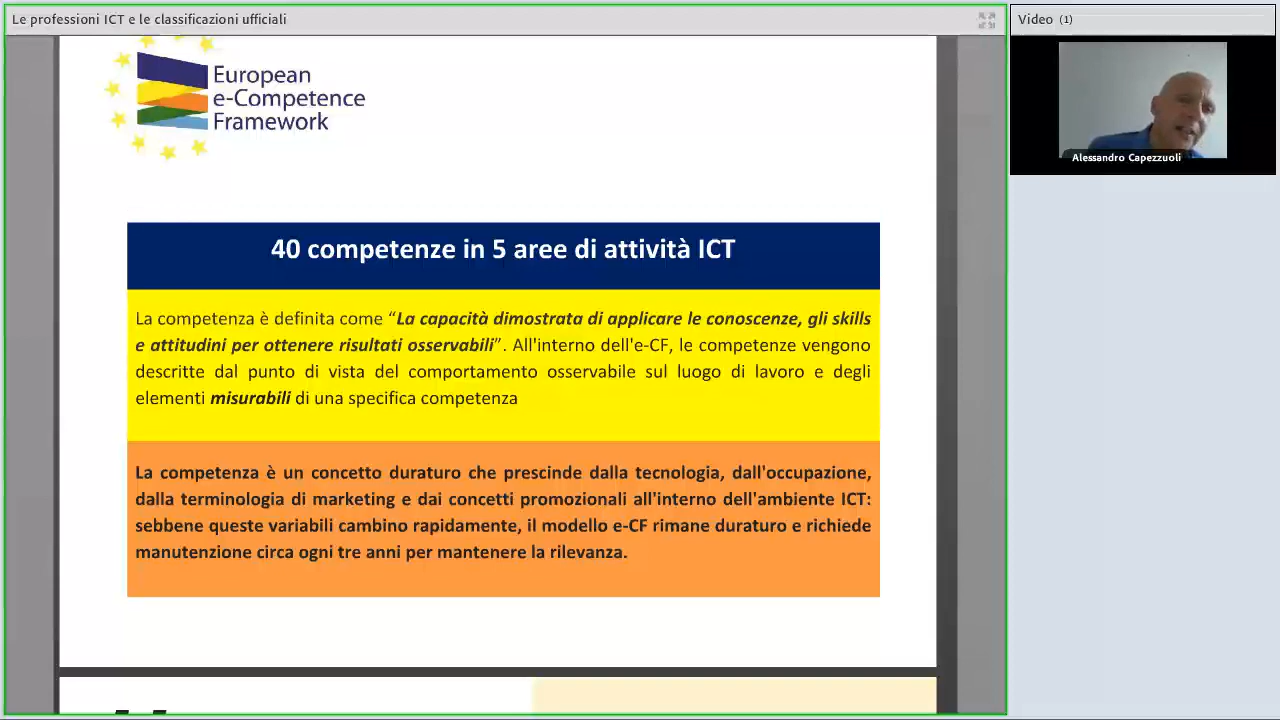 Le professioni ICT e le classificazioni ufficiali
Video (1)
European
e-Competence
Framework
Alessandro Capezzuoli
40 competenze in 5 aree di attività ICT
La competenza è definita come “La capacità dimostrata di applicare le conoscenze, gli skills
e attitudini per ottenere risultati osservabili”. All'interno dell'e-CF, le competenze vengono
descritte dal punto di vista del comportamento osservabile sul luogo di lavoro e degli
elementi misurabili di una specifica competenza
La competenza è un concetto duraturo che prescinde dalla tecnologia, dall'occupazione,
dalla terminologia di marketing e dai concetti promozionali all'interno dell'ambiente ICT:
sebbene queste variabili cambino rapidamente, il modello e-CF rimane duraturo e richiede
manutenzione circa ogni tre anni per mantenere la rilevanza.